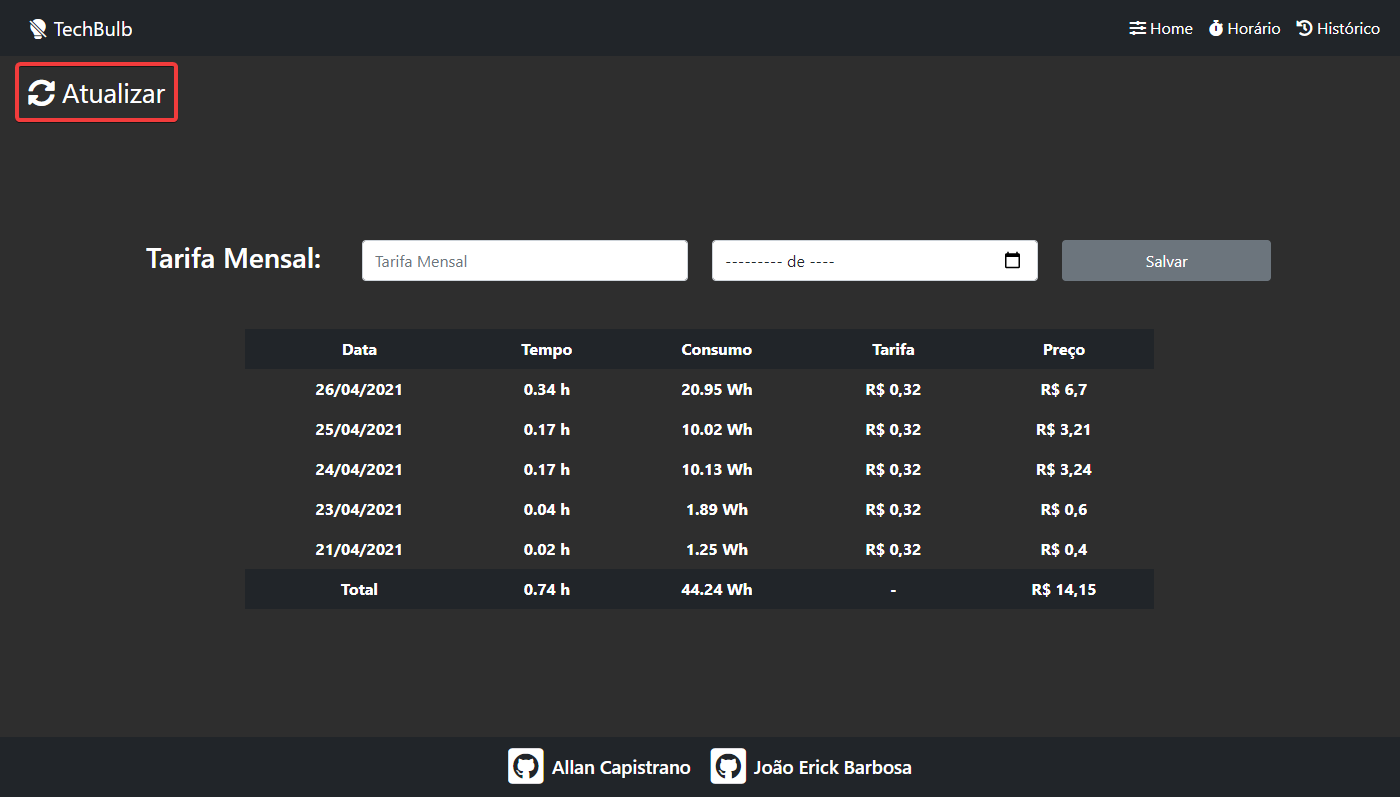 TechBulb Home Horário Histórico
Atualizar
Tarifa Mensal: Tarifa Mensal --------- de ---- Salvar
Data Tempo Consumo Tarifa Preço
26/04/2021 0.34 h 20.95 Wh R$ 0,32 R$ 6,7
25/04/2021 0.17 h 10.02 Wh R$ 0,32 R$ 3,21
24/04/2021 0.17 h 10.13 Wh R$ 0,32 R$ 3,24
23/04/2021 0.04 h 1.89 Wh R$ 0,32 R$ 0,6
21/04/2021 0.02 h 1.25 Wh R$ 0,32 R$ 0,4
Total 0.74 h 44.24 Wh - R$ 14,15
Allan Capistrano João Erick Barbosa